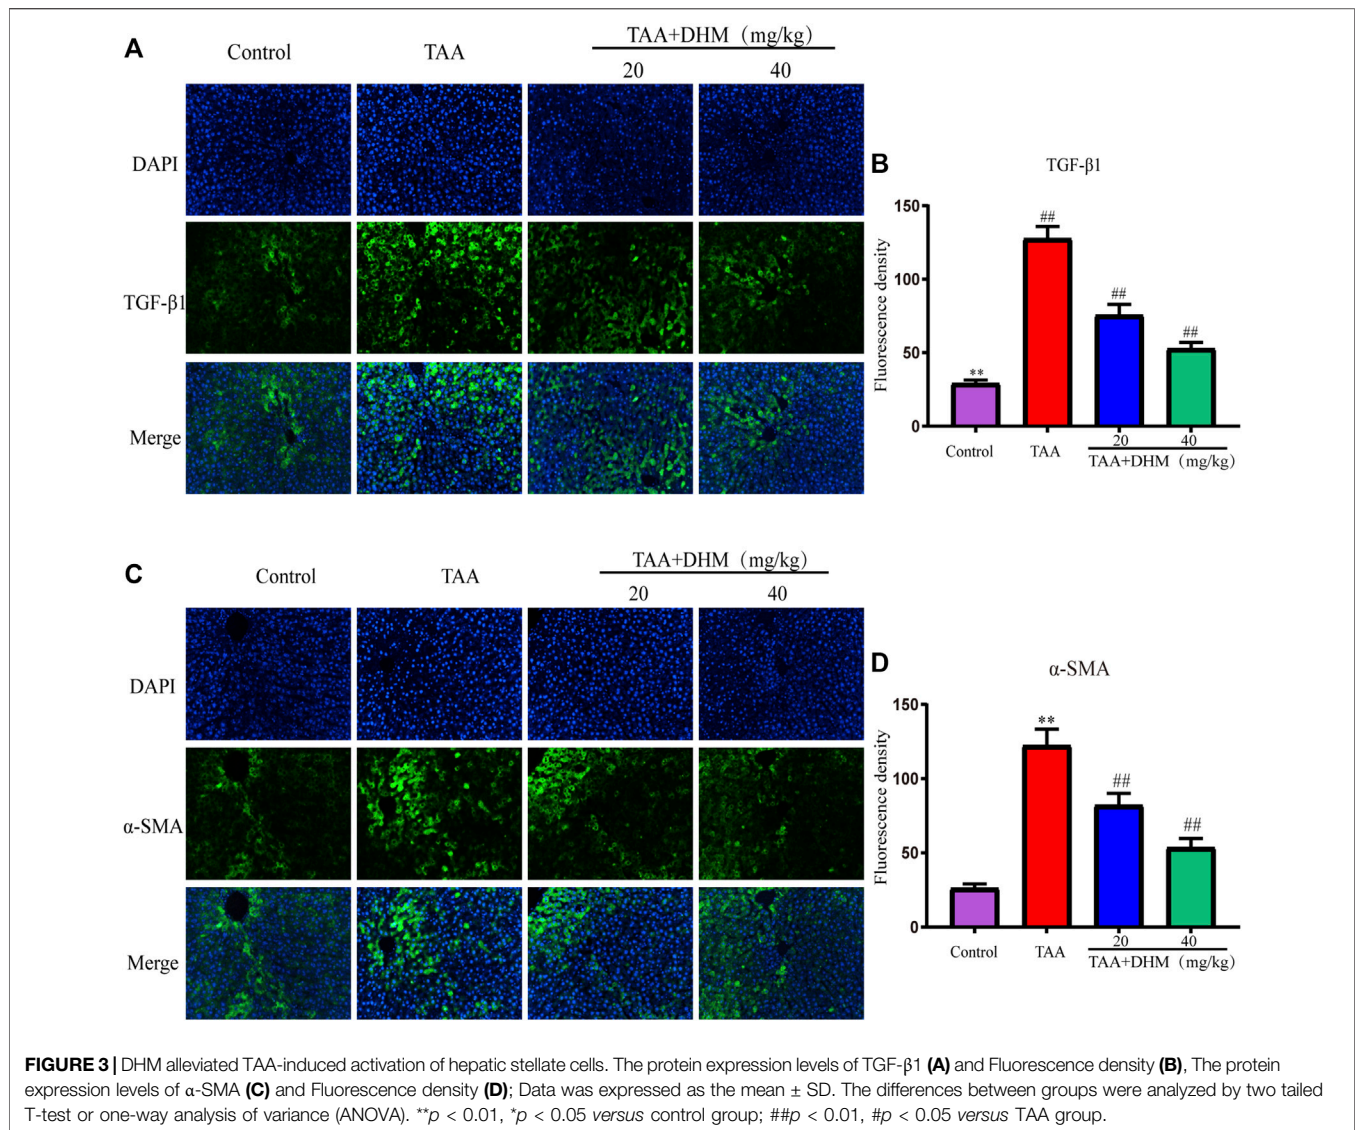 A
Control
TAA
TAA+DHM (mg/kg)
20
40
DAPI
TGF-β1
Merge
B
TGF-β1
Fluorescence density
150
100
50
0
**
##
##
##
Control
TAA
20
40
TAA+DHM (mg/kg)
C
Control
TAA
TAA+DHM (mg/kg)
20
40
DAPI
α-SMA
Merge
D
α-SMA
Fluorescence density
150
100
50
0
**
##
##
Control
TAA
20
40
TAA+DHM (mg/kg)
FIGURE 3 | DHM alleviated TAA-induced activation of hepatic stellate cells. The protein expression levels of TGF-β1 (A) and Fluorescence density (B), The protein
expression levels of α-SMA (C) and Fluorescence density (D); Data was expressed as the mean ± SD. The differences between groups were analyzed by two tailed
T-test or one-way analysis of variance (ANOVA). **p < 0.01, *p < 0.05 versus control group; ##p < 0.01, #p < 0.05 versus TAA group.